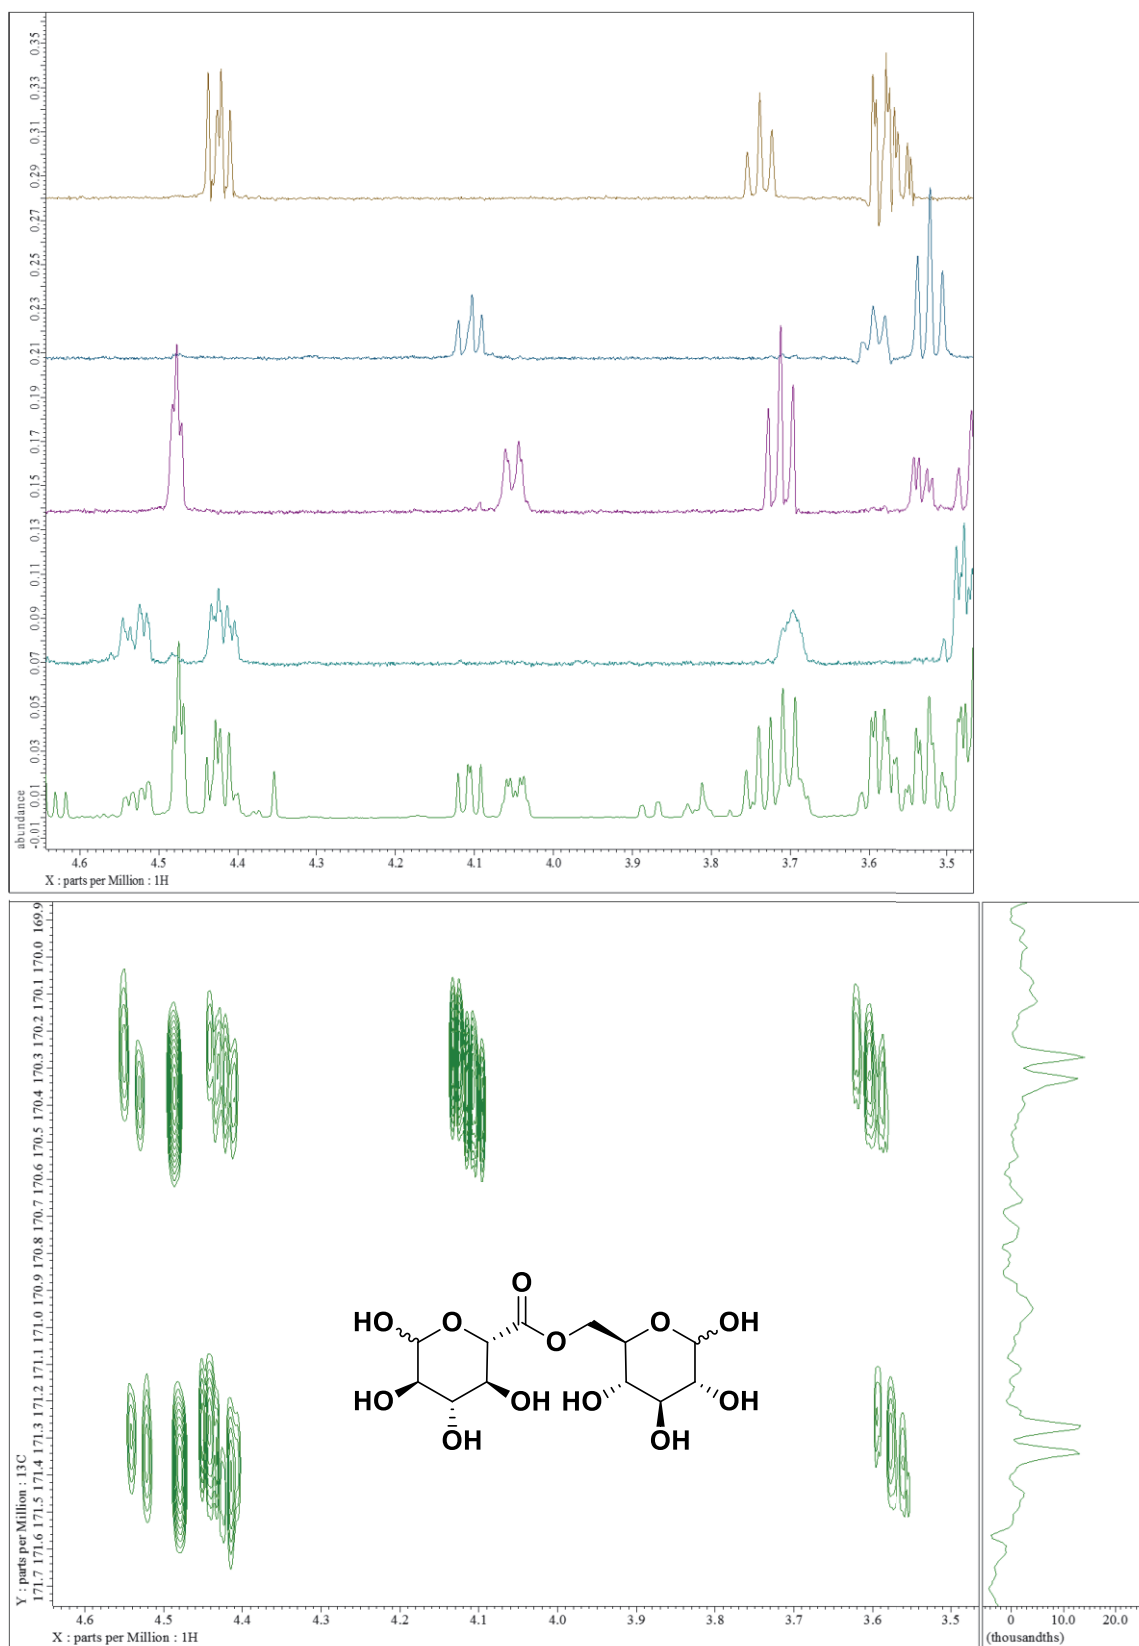 0.35
0.33
0.31
0.29
0.27
0.25
0.23
0.21
0.19
0.17
0.15
0.13
0.11
0.09
0.07
0.05
0.03
0.01
-0.01
abundance
4.6 4.5 4.4 4.3 4.2 4.1 4.0 3.9 3.8 3.7 3.6 3.5
X : parts per Million : 1H
169.9
170.0
170.1
170.2
170.3
170.4
170.5
170.6
170.7
170.8
170.9
171.0
171.1
171.2
171.3
171.4
171.5
171.6
171.7
Y : parts per Million : 13C
O
HO O O OH
O
HO OH HO OH
OH OH
4.6 4.5 4.4 4.3 4.2 4.1 4.0 3.9 3.8 3.7 3.6 3.5
X : parts per Million : 1H
0 10.0 20.0
(thousandths)